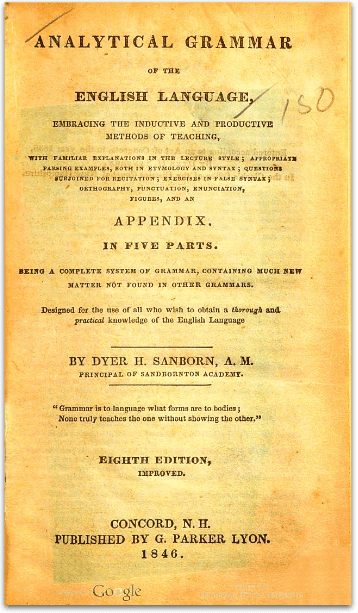 ANALYTICAL GRAMMAR
OF THE
ENGLISH LANGUAGE,
150
EMBRACING THE INDUCTIVE AND PRODUCTIVE
METHODS OF TEACHING,
WITH FAMILIAR EXPLANATIONS IN THE LECTURE STYLE; APPROPRIATE
PARSING EXAMPLES, BOTH IN ETYMOLOGY AND SYNTAX; QUESTIONS
SUBJOINED FOR RECITATION; EXERCISES IN FALSE SYNTAX;
ORTHOGRAPHY, PUNCTUATION, ENUNCIATION,
FIGURES, AND AN
APPENDIX.
IN FIVE PARTS.
BEING A COMPLETE SYSTEM OF GRAMMAR, CONTAINING MUCH NEW
MATTER NOT FOUND IN OTHER GRAMMARS.
Designed for the use of all who wish to obtain a thorough and
practical knowledge of the English Language
BY DYER H. SANBORN, A. M.
PRINCIPAL OF SANDBORNTON ACADEMY.
"Grammar is to language what forms are to bodies;
None truly teaches the one without showing the other."
EIGHTH EDITION,
IMPROVED.
CONCORD, N. H.
PUBLISHED BY G. PARKER LYON.
1846.
Google